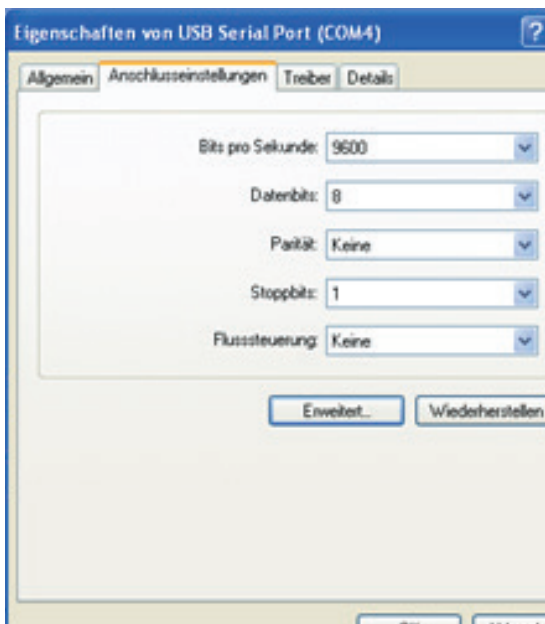 Eigenschaften von USB Serial Port (COM4) ?
Allgemein Anschlusseinstellungen Treiber Details
Bits pro Sekunde: 9600
Datenbits: 8
Parität: Keine
Stoppbits: 1
Flusssteuerung: Keine
Erweitert... Wiederherstellen